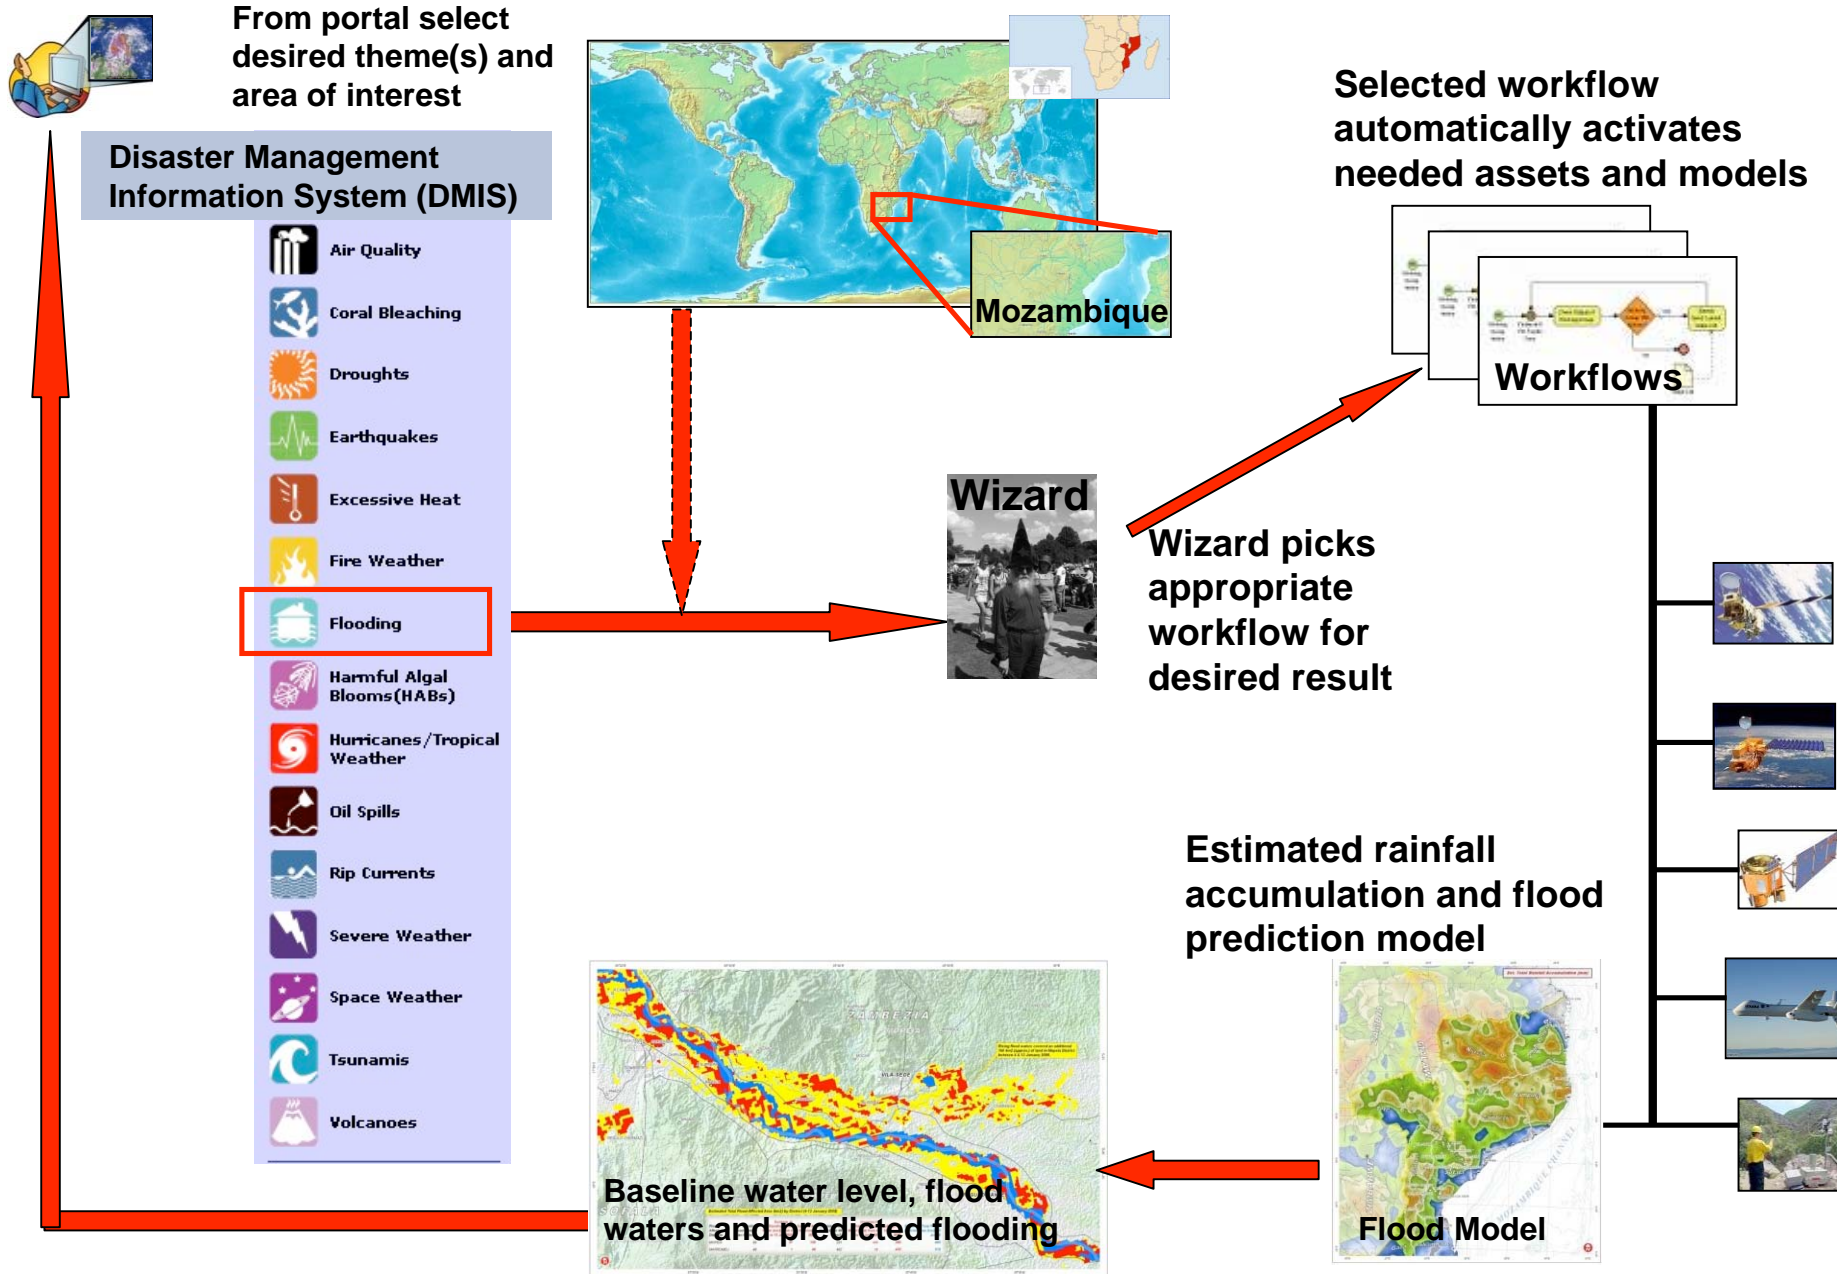 From portal select
desired theme(s) and
area of interest
Disaster Management
Information System (DMIS)
Air Quality
Coral Bleaching
Droughts
Earthquakes
Excessive Heat
Fire Weather
Flooding
Harmful Algal
Blooms(HABs)
Hurricanes/Tropical
Weather
Oil Spills
Rip Currents
Severe Weather
Space Weather
Tsunamis
Volcanoes
Mozambique
Wizard
Wizard picks
appropriate
workflow for
desired result
Selected workflow
automatically activates
needed assets and models
Workflows
Estimated rainfall
accumulation and flood
prediction model
MOZAMBIQUE CHANNEL
Flood Model
ZAMBEZIA
Baseline water level, flood
waters and predicted flooding